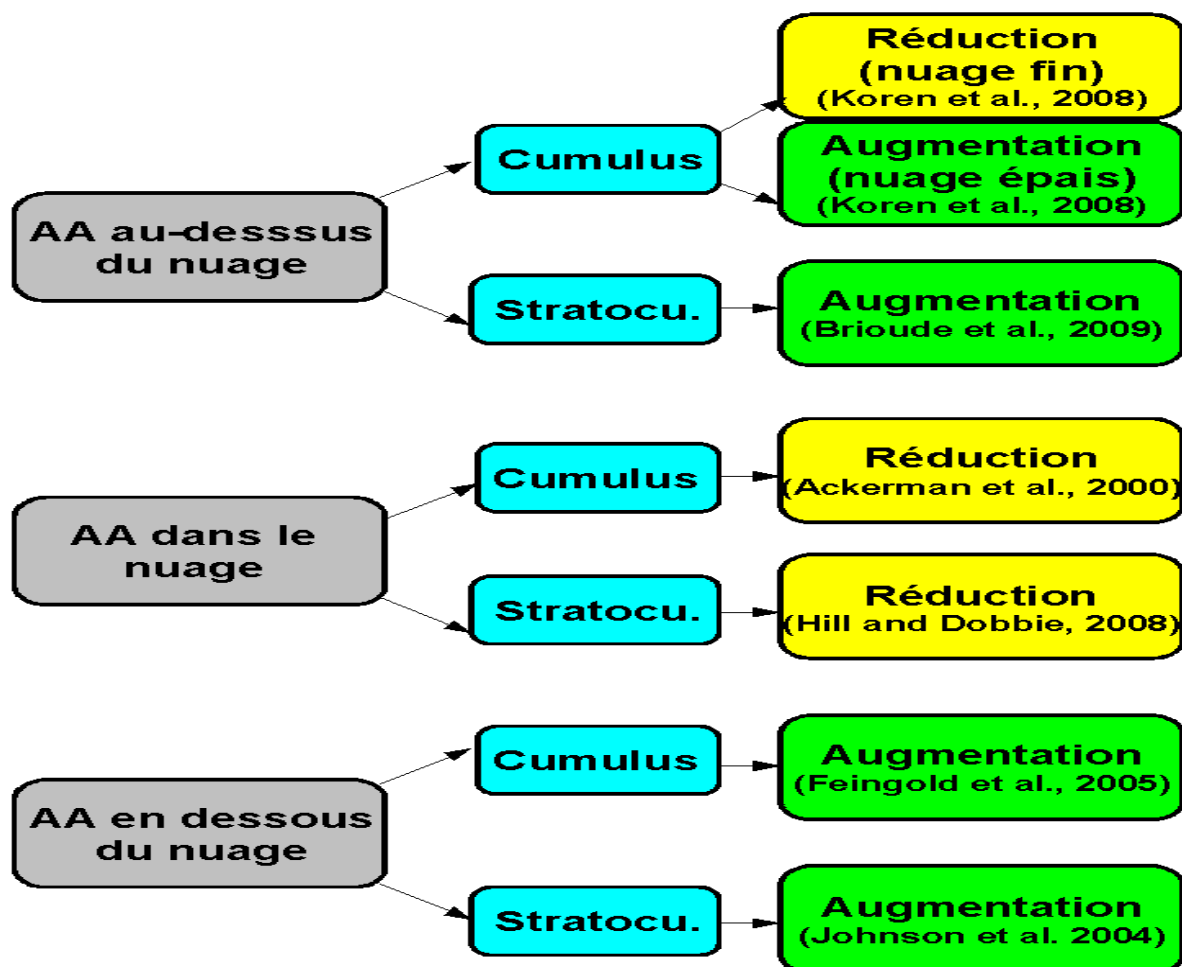 Réduction
(nuage fin)
(Koren et al., 2008)
Cumulus
Augmentation
(nuage épais)
(Koren et al., 2008)
AA au-desssus
du nuage
Stratocu.
Augmentation
(Brioude et al., 2009)
Cumulus
Réduction
(Ackerman et al., 2000)
AA dans le
nuage
Stratocu.
Réduction
(Hill and Dobbie, 2008)
Cumulus
Augmentation
(Feingold et al., 2005)
AA en dessous
du nuage
Stratocu.
Augmentation
(Johnson et al. 2004)